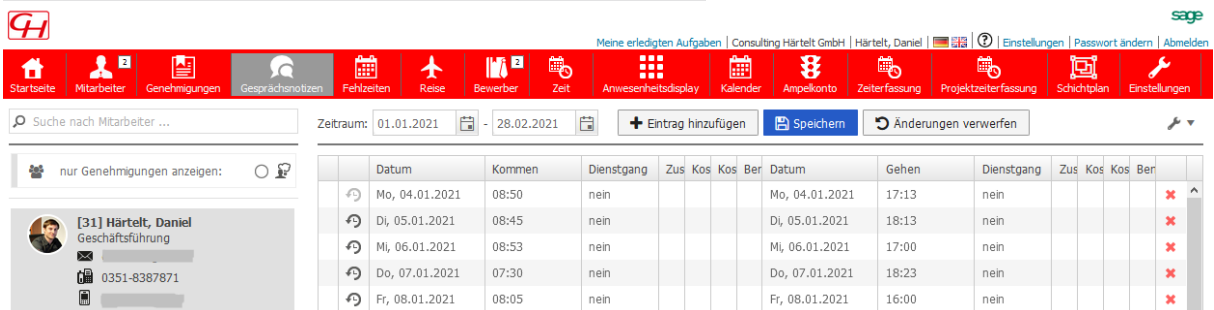 GH
sage
Meine erledigten Aufgaben | Consulting Härtelt GmbH | Härtelt, Daniel | ? | Einstellungen | Passwort ändern | Abmelden
2 2
Startseite Mitarbeiter Genehmigungen Gesprächsnotizen Fehlzeiten Reise Bewerber Zeit Anwesenheitsdisplay Kalender Ampelkonto Zeiterfassung Projektzeiterfassung Schichtplan Einstellungen
Suche nach Mitarbeiter ... Zeitraum: 01.01.2021 - 28.02.2021 Eintrag hinzufügen Speichern Änderungen verwerfen
nur Genehmigungen anzeigen: Datum Kommen Dienstgang Zus Kos Kos Ber Datum Gehen Dienstgang Zus Kos Kos Ber
Mo, 04.01.2021 08:50 nein Mo, 04.01.2021 17:13 nein
[31] Härtelt, Daniel Di, 05.01.2021 08:45 nein Di, 05.01.2021 18:13 nein
Geschäftsführung
Mi, 06.01.2021 08:53 nein Mi, 06.01.2021 17:00 nein
0351-8387871 Do, 07.01.2021 07:30 nein Do, 07.01.2021 18:23 nein
Fr, 08.01.2021 08:05 nein Fr, 08.01.2021 16:00 nein